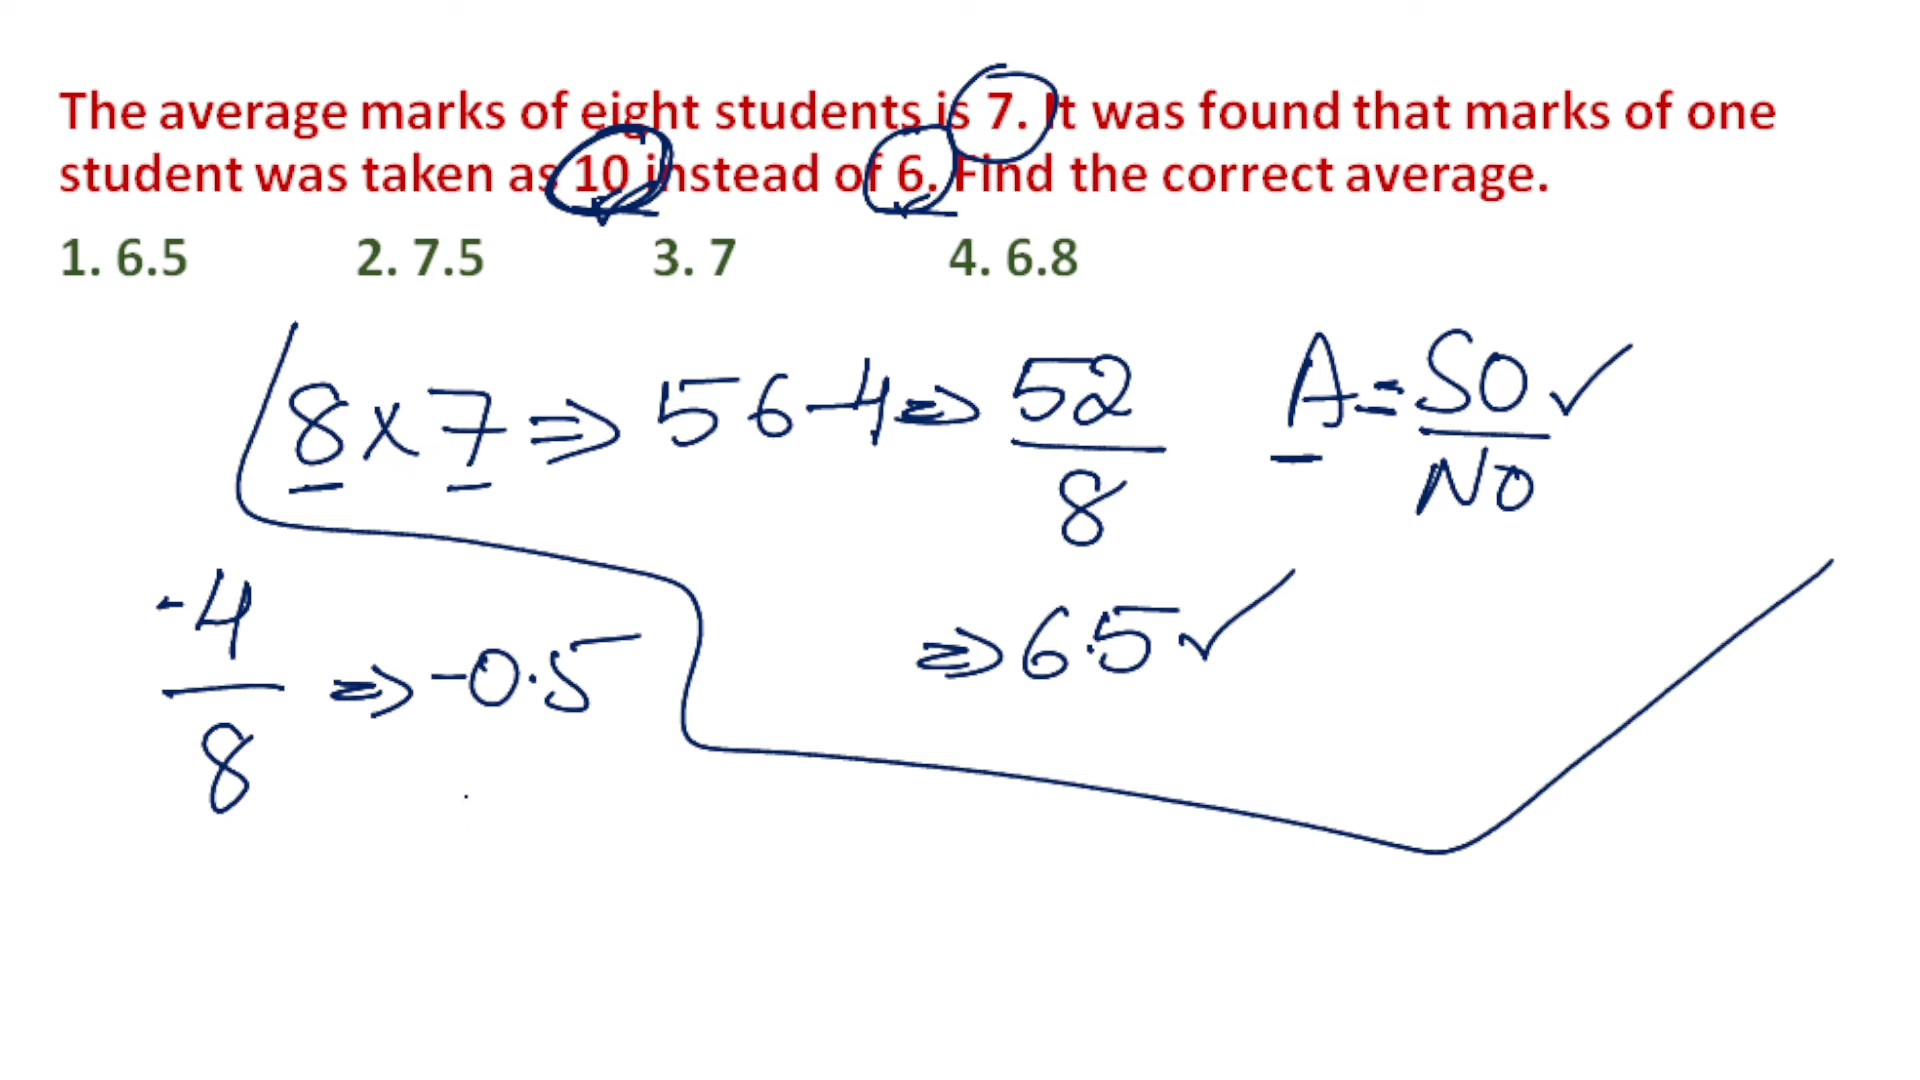 The average marks of eight students is 7. It was found that marks of one
student was taken as 10 instead of 6. Find the correct average.
1. 6.5 2. 7.5 3. 7 4. 6.8
8 x 7 => 56 - 4 => 52/8
A = SO/NO
=> 6.5
-4/8 => -0.5